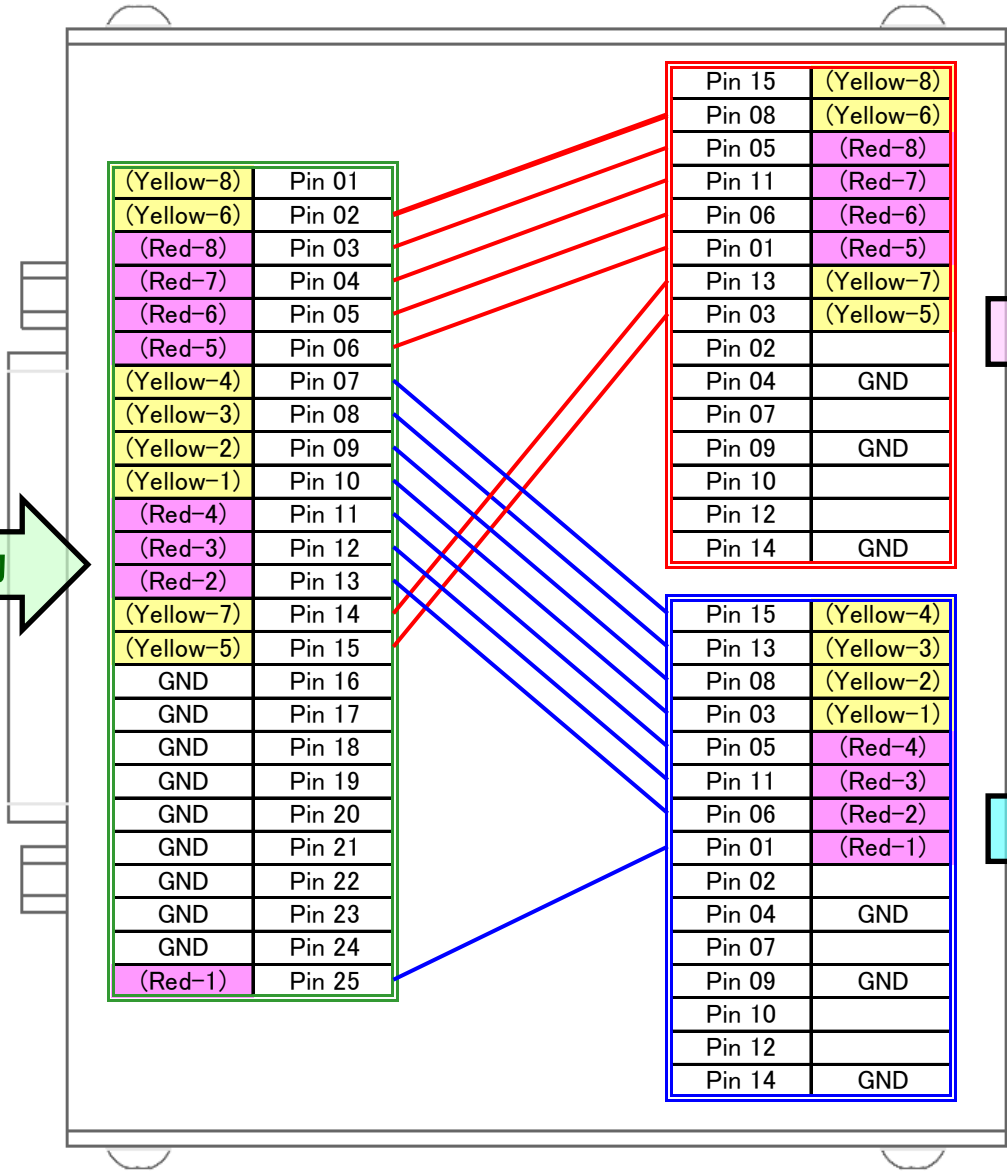 (Yellow-8) Pin 01
(Yellow-6) Pin 02
(Red-8) Pin 03
(Red-7) Pin 04
(Red-6) Pin 05
(Red-5) Pin 06
(Yellow-4) Pin 07
(Yellow-3) Pin 08
(Yellow-2) Pin 09
(Yellow-1) Pin 10
(Red-4) Pin 11
(Red-3) Pin 12
(Red-2) Pin 13
(Yellow-7) Pin 14
(Yellow-5) Pin 15
GND Pin 16
GND Pin 17
GND Pin 18
GND Pin 19
GND Pin 20
GND Pin 21
GND Pin 22
GND Pin 23
GND Pin 24
(Red-1) Pin 25
Pin 15 (Yellow-8)
Pin 08 (Yellow-6)
Pin 05 (Red-8)
Pin 11 (Red-7)
Pin 06 (Red-6)
Pin 01 (Red-5)
Pin 13 (Yellow-7)
Pin 03 (Yellow-5)
Pin 02
Pin 04 GND
Pin 07
Pin 09 GND
Pin 10
Pin 12
Pin 14 GND
Pin 15 (Yellow-4)
Pin 13 (Yellow-3)
Pin 08 (Yellow-2)
Pin 03 (Yellow-1)
Pin 05 (Red-4)
Pin 11 (Red-3)
Pin 06 (Red-2)
Pin 01 (Red-1)
Pin 02
Pin 04 GND
Pin 07
Pin 09 GND
Pin 10
Pin 12
Pin 14 GND